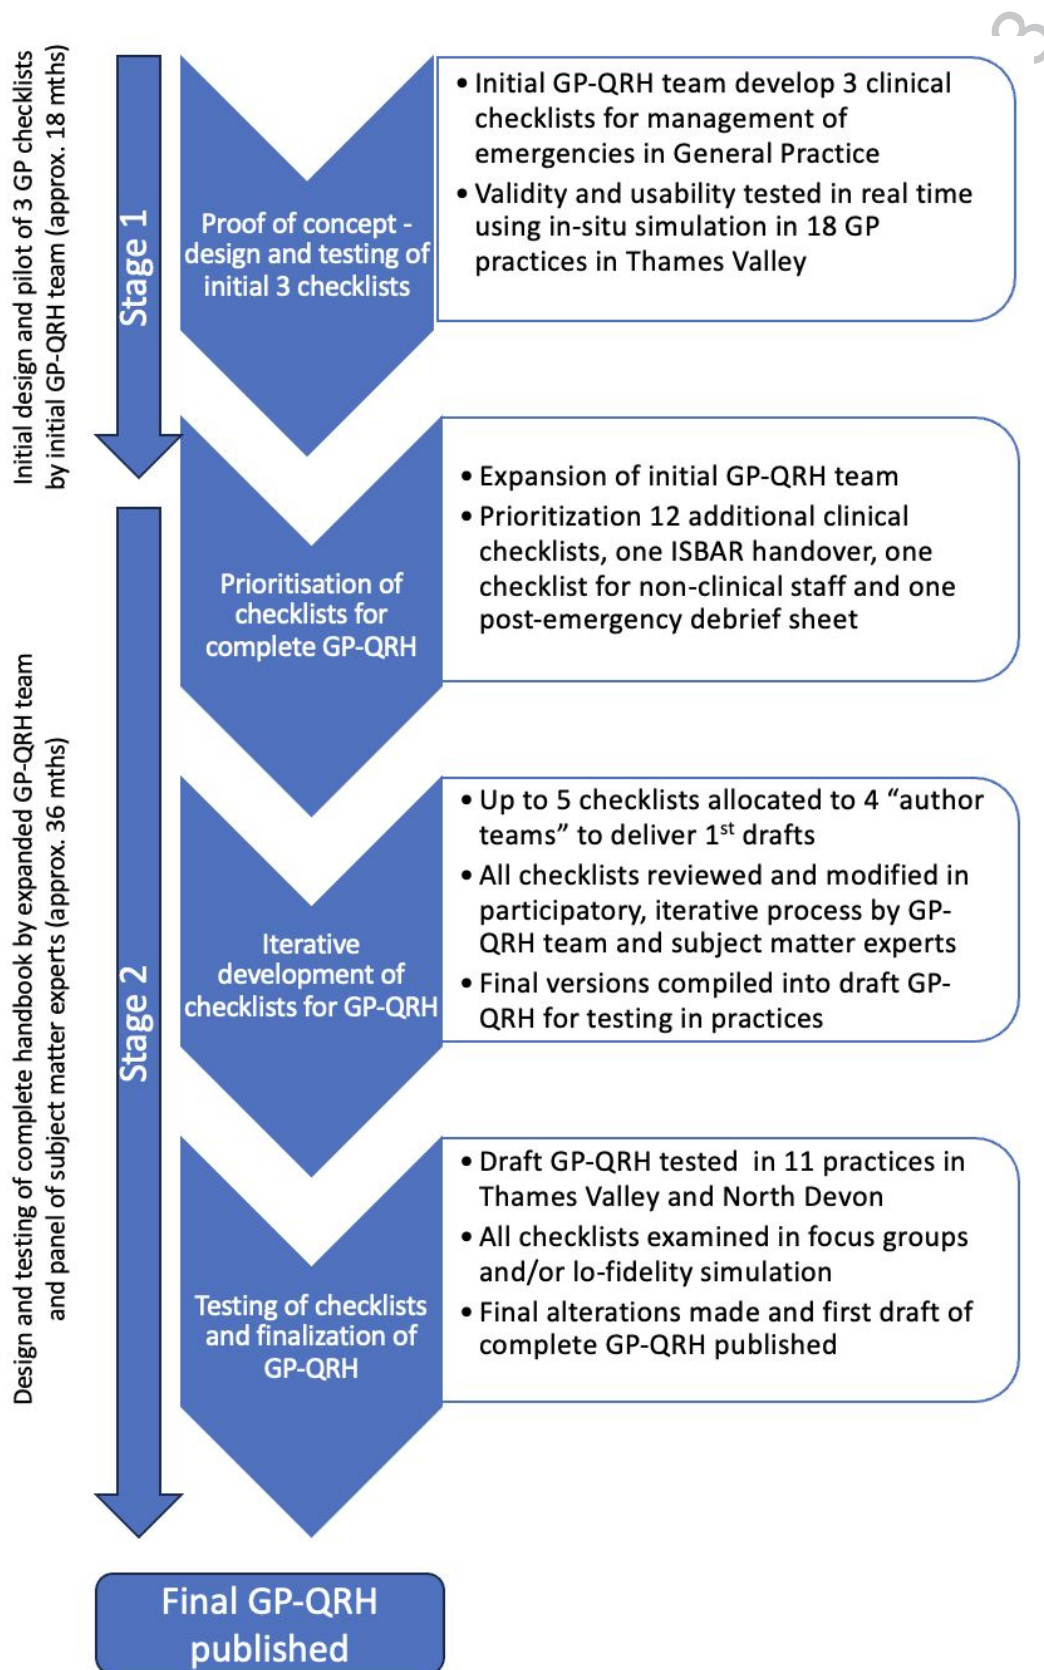 Initial design and pilot of 3 GP checklists
by initial GP-QRH team (approx. 18 mths)
Stage 1
Proof of concept -
design and testing of
initial 3 checklists
• Initial GP-QRH team develop 3 clinical
checklists for management of
emergencies in General Practice
• Validity and usability tested in real time
using in-situ simulation in 18 GP
practices in Thames Valley
Prioritisation of
checklists for
complete GP-QRH
• Expansion of initial GP-QRH team
• Prioritization 12 additional clinical
checklists, one ISBAR handover, one
checklist for non-clinical staff and one
post-emergency debrief sheet
Design and testing of complete handbook by expanded GP-QRH team
and panel of subject matter experts (approx. 36 mths)
Stage 2
Iterative
development of
checklists for GP-QRH
• Up to 5 checklists allocated to 4 “author
teams” to deliver 1st drafts
• All checklists reviewed and modified in
participatory, iterative process by GP-
QRH team and subject matter experts
• Final versions compiled into draft GP-
QRH for testing in practices
Testing of checklists
and finalization of
GP-QRH
• Draft GP-QRH tested  in 11 practices in
Thames Valley and North Devon
• All checklists examined in focus groups
and/or lo-fidelity simulation
• Final alterations made and first draft of
complete GP-QRH published
Final GP-QRH
published